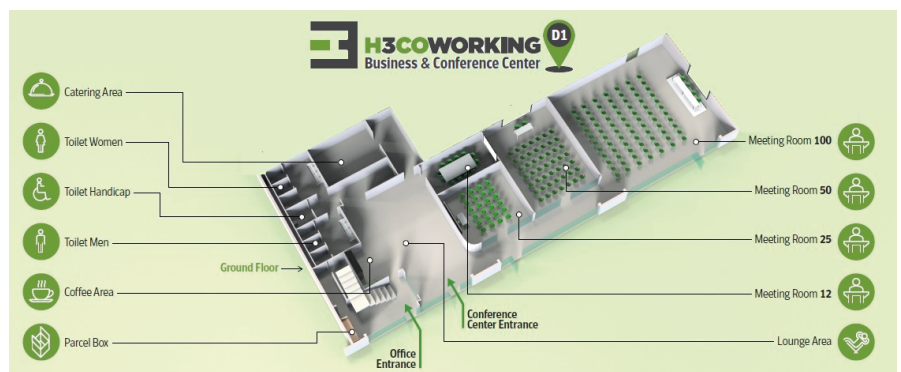 H3COWORKING
Business & Conference Center
D1
Catering Area
Toilet Women
Toilet Handicap
Toilet Men
Ground Floor
Coffee Area
Parcel Box
Office
Entrance
Conference
Center Entrance
Meeting Room 100
Meeting Room 50
Meeting Room 25
Meeting Room 12
Lounge Area